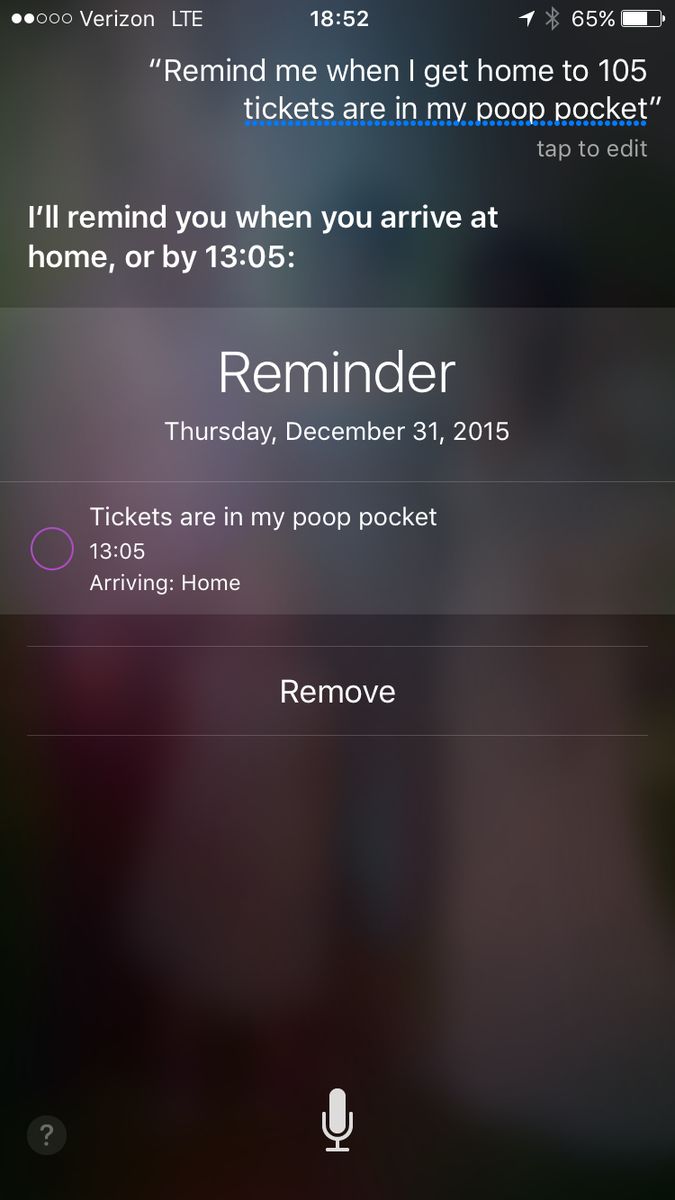 Verizon LTE 18:52 65%
“Remind me when I get home to 105
tickets are in my poop pocket”
tap to edit
I’ll remind you when you arrive at
home, or by 13:05:
Reminder
Thursday, December 31, 2015
Tickets are in my poop pocket
13:05
Arriving: Home
Remove
?